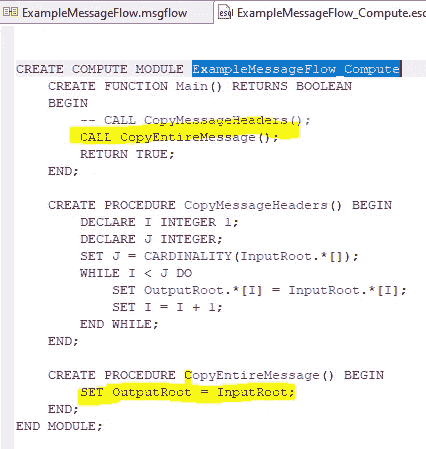 ExampleMessageFlow.msgflow
ExampleMessageFlow_Compute.esc
CREATE COMPUTE MODULE ExampleMessageFlow_Compute
CREATE FUNCTION Main() RETURNS BOOLEAN
BEGIN
-- CALL CopyMessageHeaders();
CALL CopyEntireMessage();
RETURN TRUE;
END;
CREATE PROCEDURE CopyMessageHeaders() BEGIN
DECLARE I INTEGER 1;
DECLARE J INTEGER;
SET J = CARDINALITY(InputRoot.*[]);
WHILE I < J DO
SET OutputRoot.*[I] = InputRoot.*[I];
SET I = I + 1;
END WHILE;
END;
CREATE PROCEDURE CopyEntireMessage() BEGIN
SET OutputRoot = InputRoot;
END;
END MODULE;